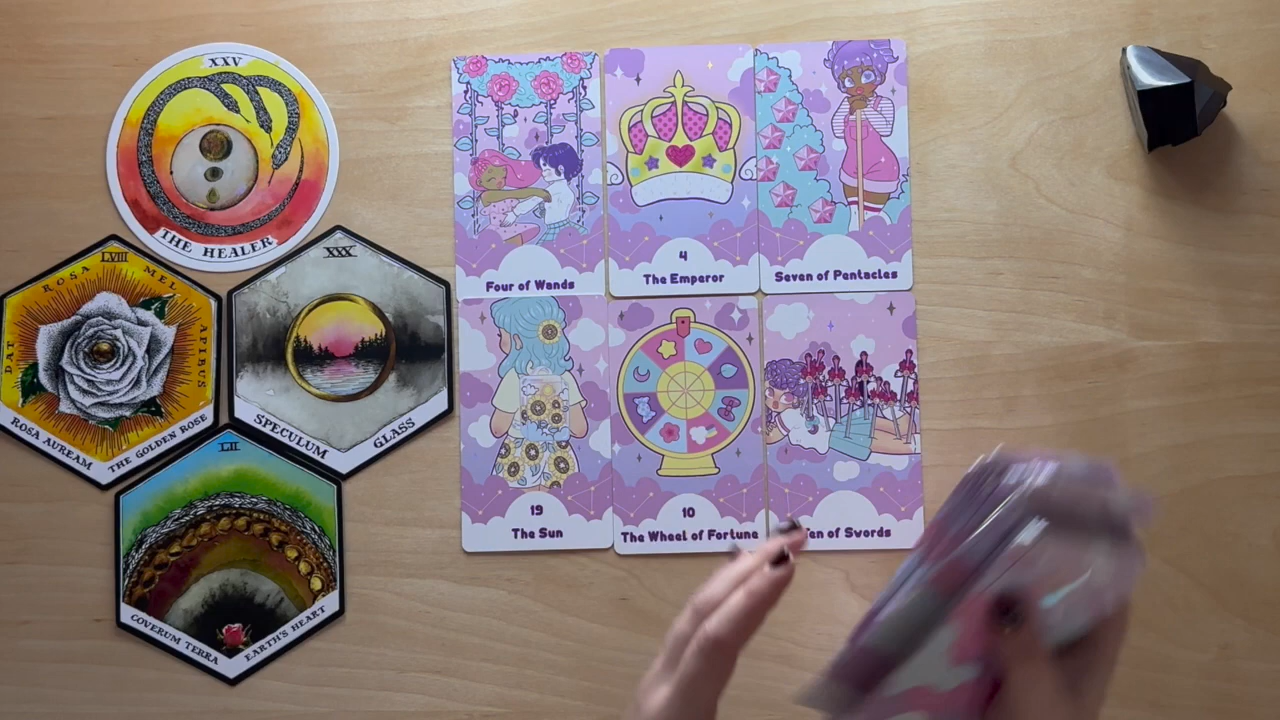 XXV
THE HEALER
LVIII
ROSA MEL
DAT
APIBUS
ROSA AUREAM
THE GOLDEN ROSE
XXX
SPECULUM
GLASS
LII
COVERUM TERRA
EARTH'S HEART
Four of Wands
4
The Emperor
Seven of Pentacles
19
The Sun
10
The Wheel of Fortune
Ten of Swords